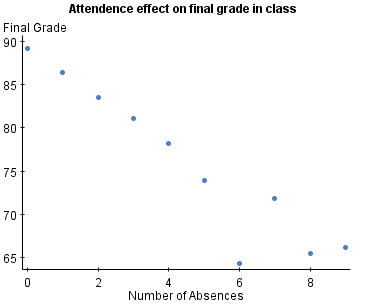 Attendence effect on final grade in class
Final Grade
90
85
80
75
70
65
0 2 4 6 8
Number of Absences